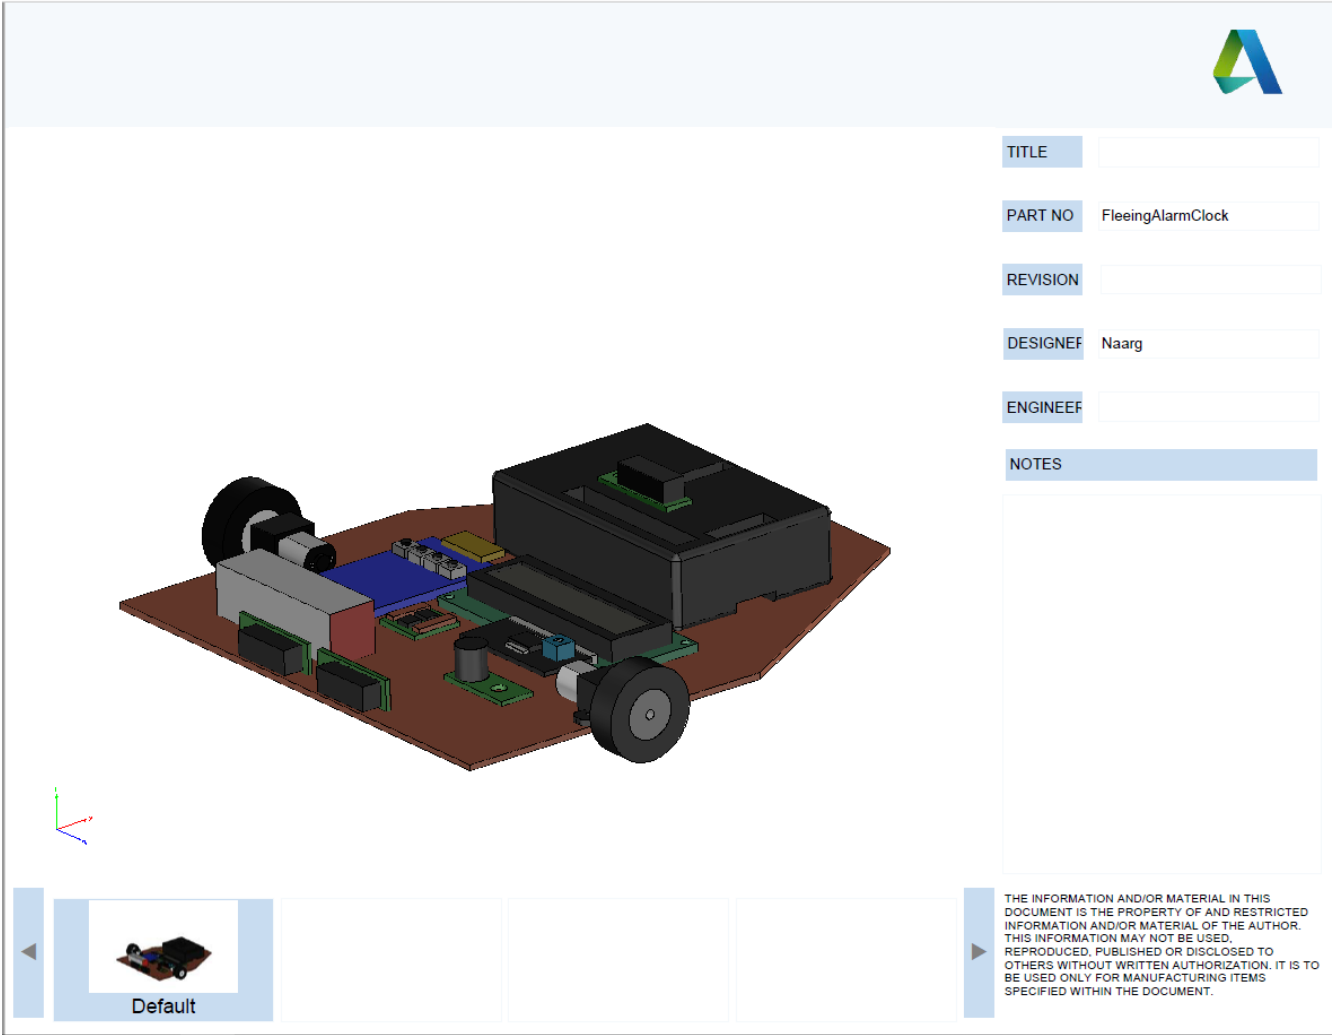 TITLE
PART NO FleeingAlarmClock
REVISION
DESIGNER Naarg
ENGINEER
NOTES
THE INFORMATION AND/OR MATERIAL IN THIS
DOCUMENT IS THE PROPERTY OF AND RESTRICTED
INFORMATION AND/OR MATERIAL OF THE AUTHOR.
THIS INFORMATION MAY NOT BE USED,
REPRODUCED, PUBLISHED OR DISCLOSED TO
OTHERS WITHOUT WRITTEN AUTHORIZATION. IT IS TO
BE USED ONLY FOR MANUFACTURING ITEMS
SPECIFIED WITHIN THE DOCUMENT.
Default